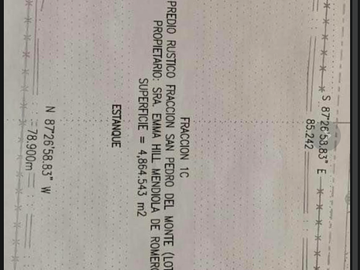 S 87°26'53.83" E
85.242
FRACCION 1C
PREDIO RUSTICO FRACCION SAN PEDRO DEL MONTE (LOT
PROPIETARIO: SRA. EMMA HILL MENDIOLA DE ROMERO
SUPERFICIE = 4,864.543 m2
ESTANQUE
N 87°26'58.83" W
78.900m